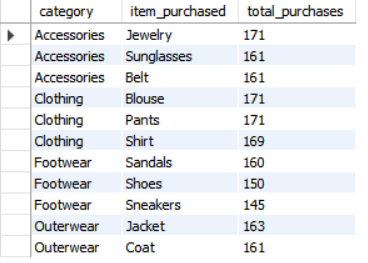 category item_purchased total_purchases
Accessories Jewelry 171
Accessories Sunglasses 161
Accessories Belt 161
Clothing Blouse 171
Clothing Pants 171
Clothing Shirt 169
Footwear Sandals 160
Footwear Shoes 150
Footwear Sneakers 145
Outerwear Jacket 163
Outerwear Coat 161